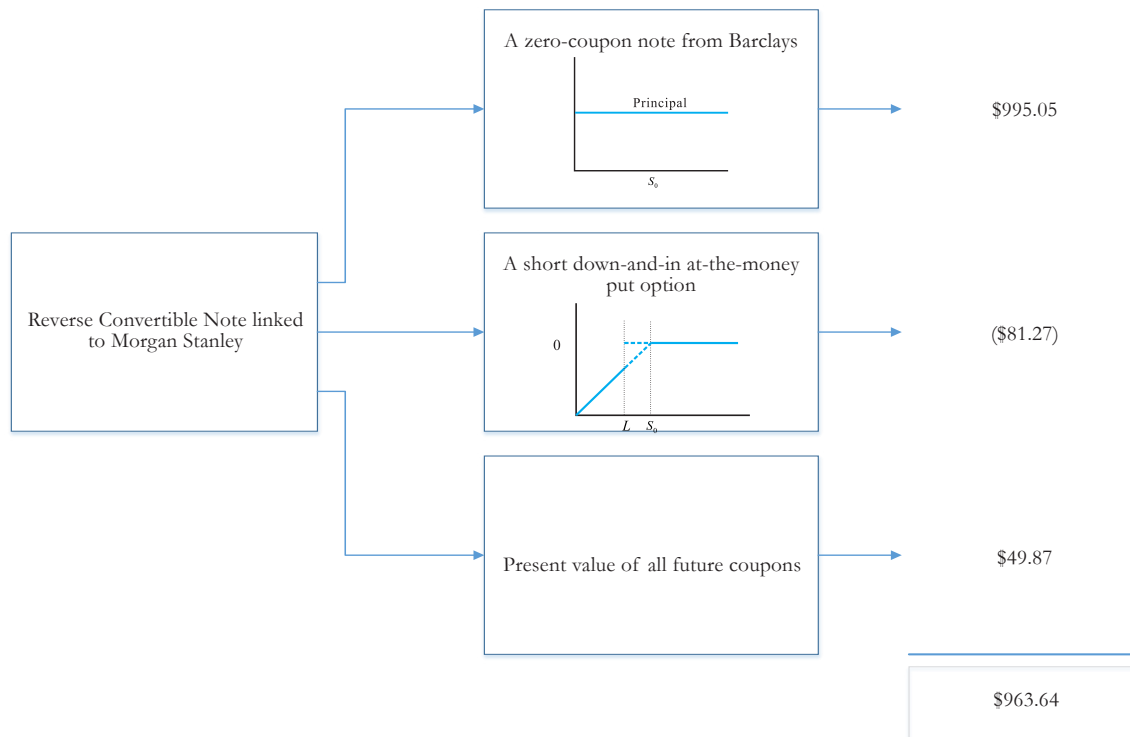 A zero-coupon note from Barclays
Principal
S₀
$995.05
Reverse Convertible Note linked
to Morgan Stanley
A short down-and-in at-the-money
put option
0
L S₀
($81.27)
Present value of all future coupons
$49.87
$963.64